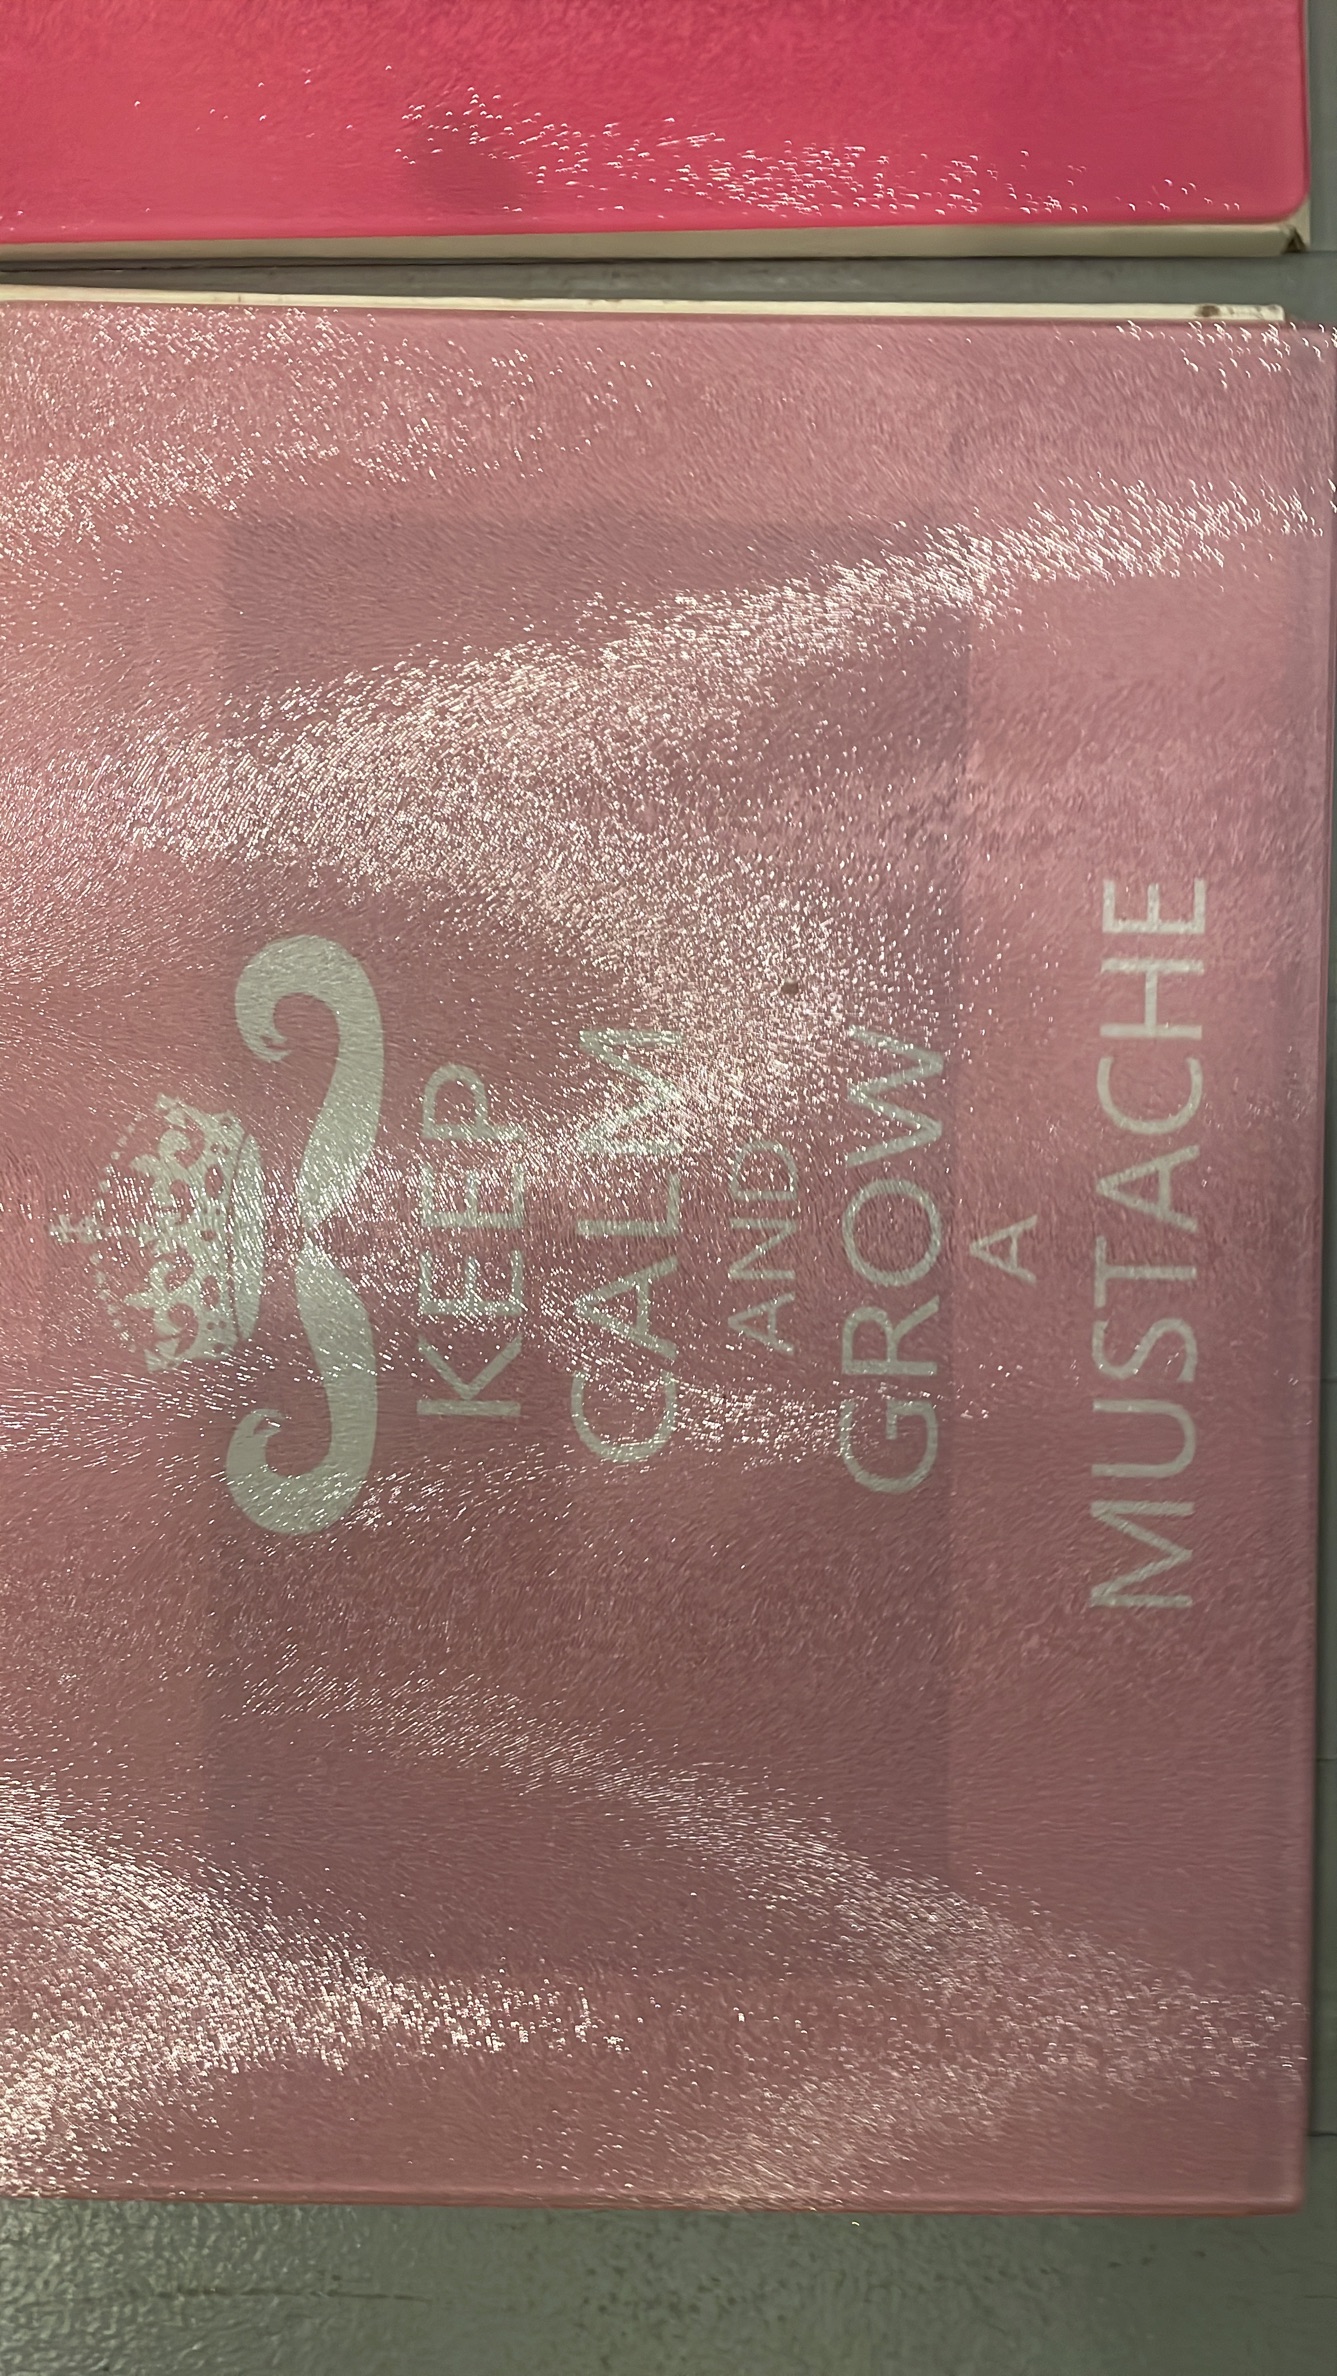 KEEP
CALM
AND
GROW
A
MUSTACHE